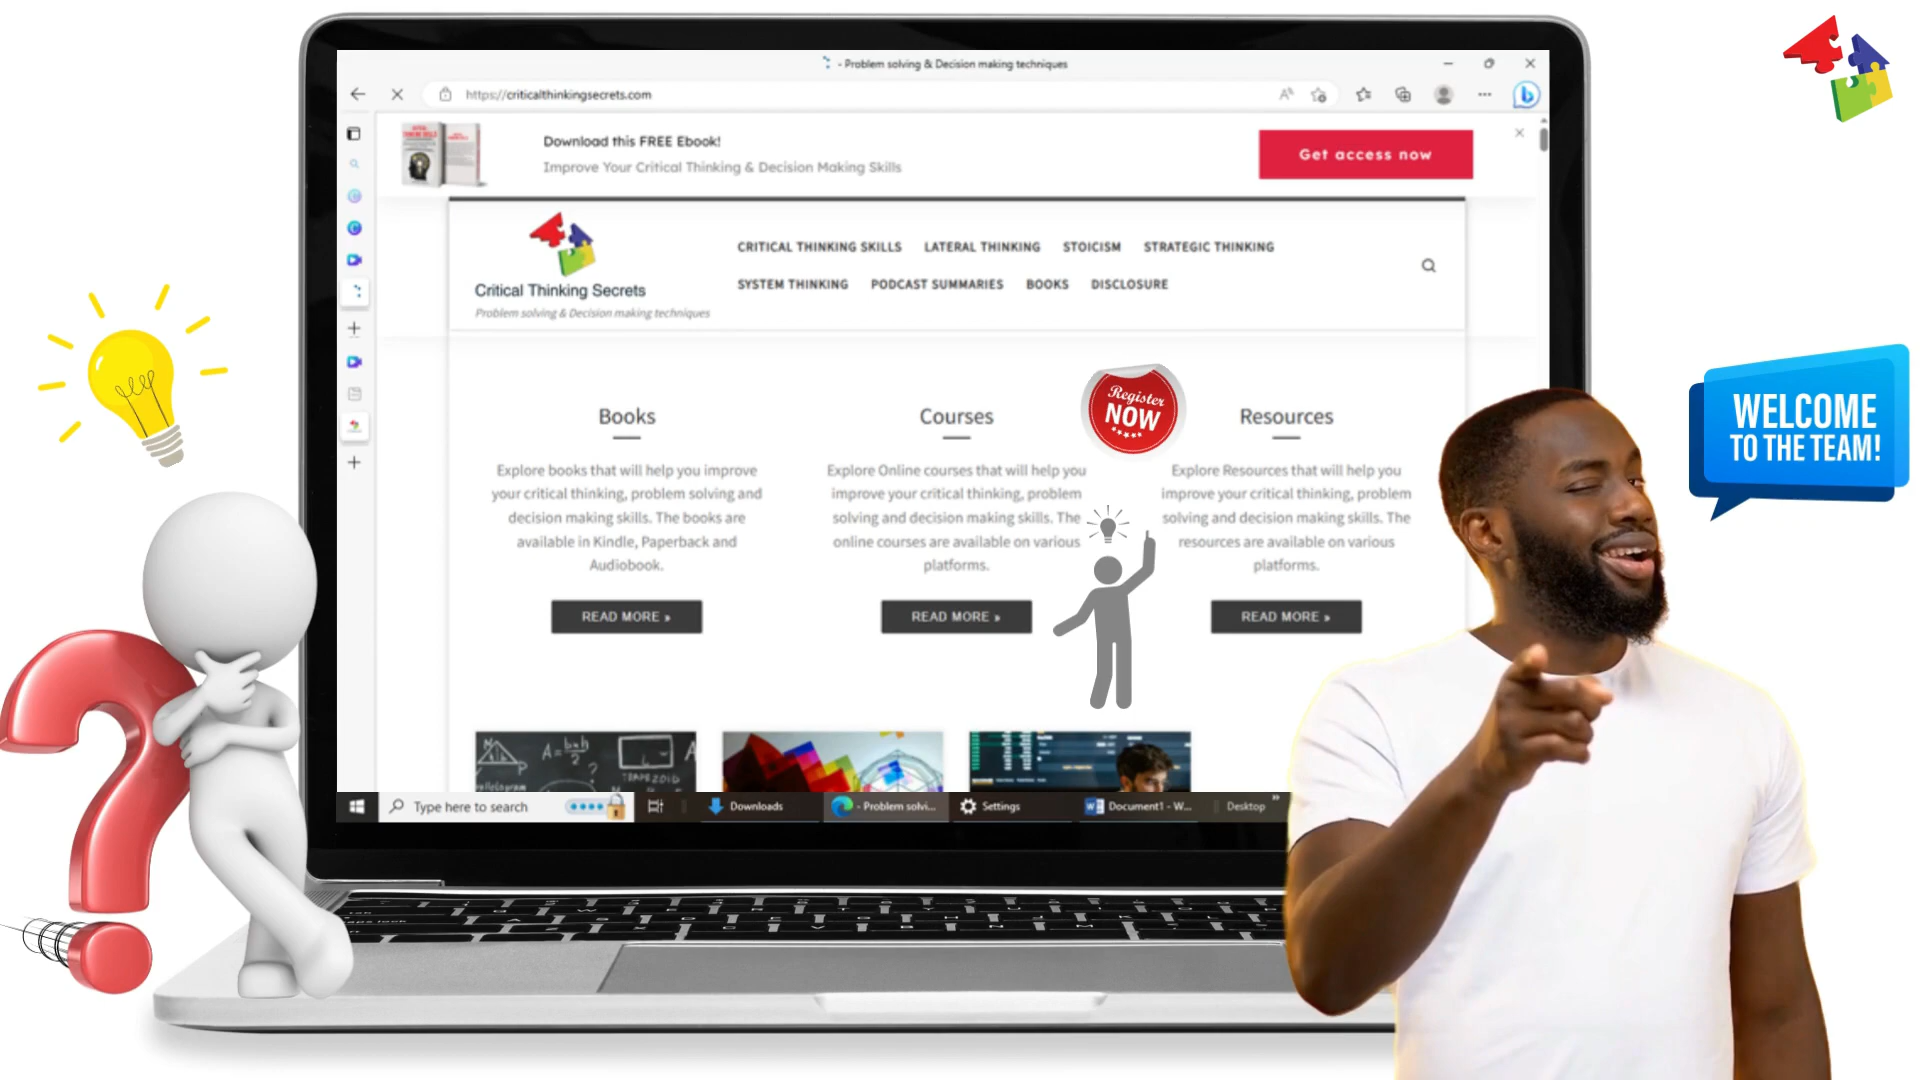 - Problem solving & Decision making techniques
https://criticalthinkingsecrets.com
Download this FREE Ebook!
Improve Your Critical Thinking & Decision Making Skills
Get access now
CRITICAL THINKING SKILLS LATERAL THINKING STOICISM STRATEGIC THINKING
SYSTEM THINKING PODCAST SUMMARIES BOOKS DISCLOSURE
Critical Thinking Secrets
Problem solving & Decision making techniques
Register
NOW
Books
Explore books that will help you improve
your critical thinking, problem solving and
decision making skills. The books are
available in Kindle, Paperback and
Audiobook.
READ MORE »
Courses
Explore Online courses that will help you
improve your critical thinking, problem
solving and decision making skills. The
online courses are available on various
platforms.
READ MORE »
Resources
Explore Resources that will help you
improve your critical thinking, problem
solving and decision making skills. The
resources are available on various
platforms.
READ MORE »
WELCOME
TO THE TEAM!
TRAPEZOID
Type here to search
Downloads
- Problem solvi...
Settings
Document1 - W...
Desktop